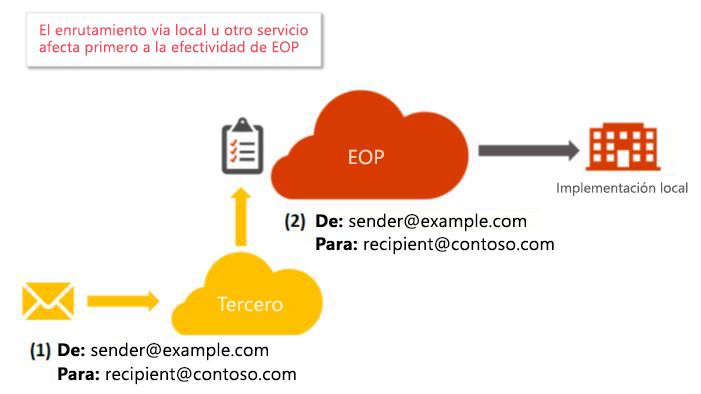 El enrutamiento vía local u otro servicio
afecta primero a la efectividad de EOP
EOP
Implementación local
(2) De: sender@example.com
Para: recipient@contoso.com
Tercero
(1) De: sender@example.com
Para: recipient@contoso.com